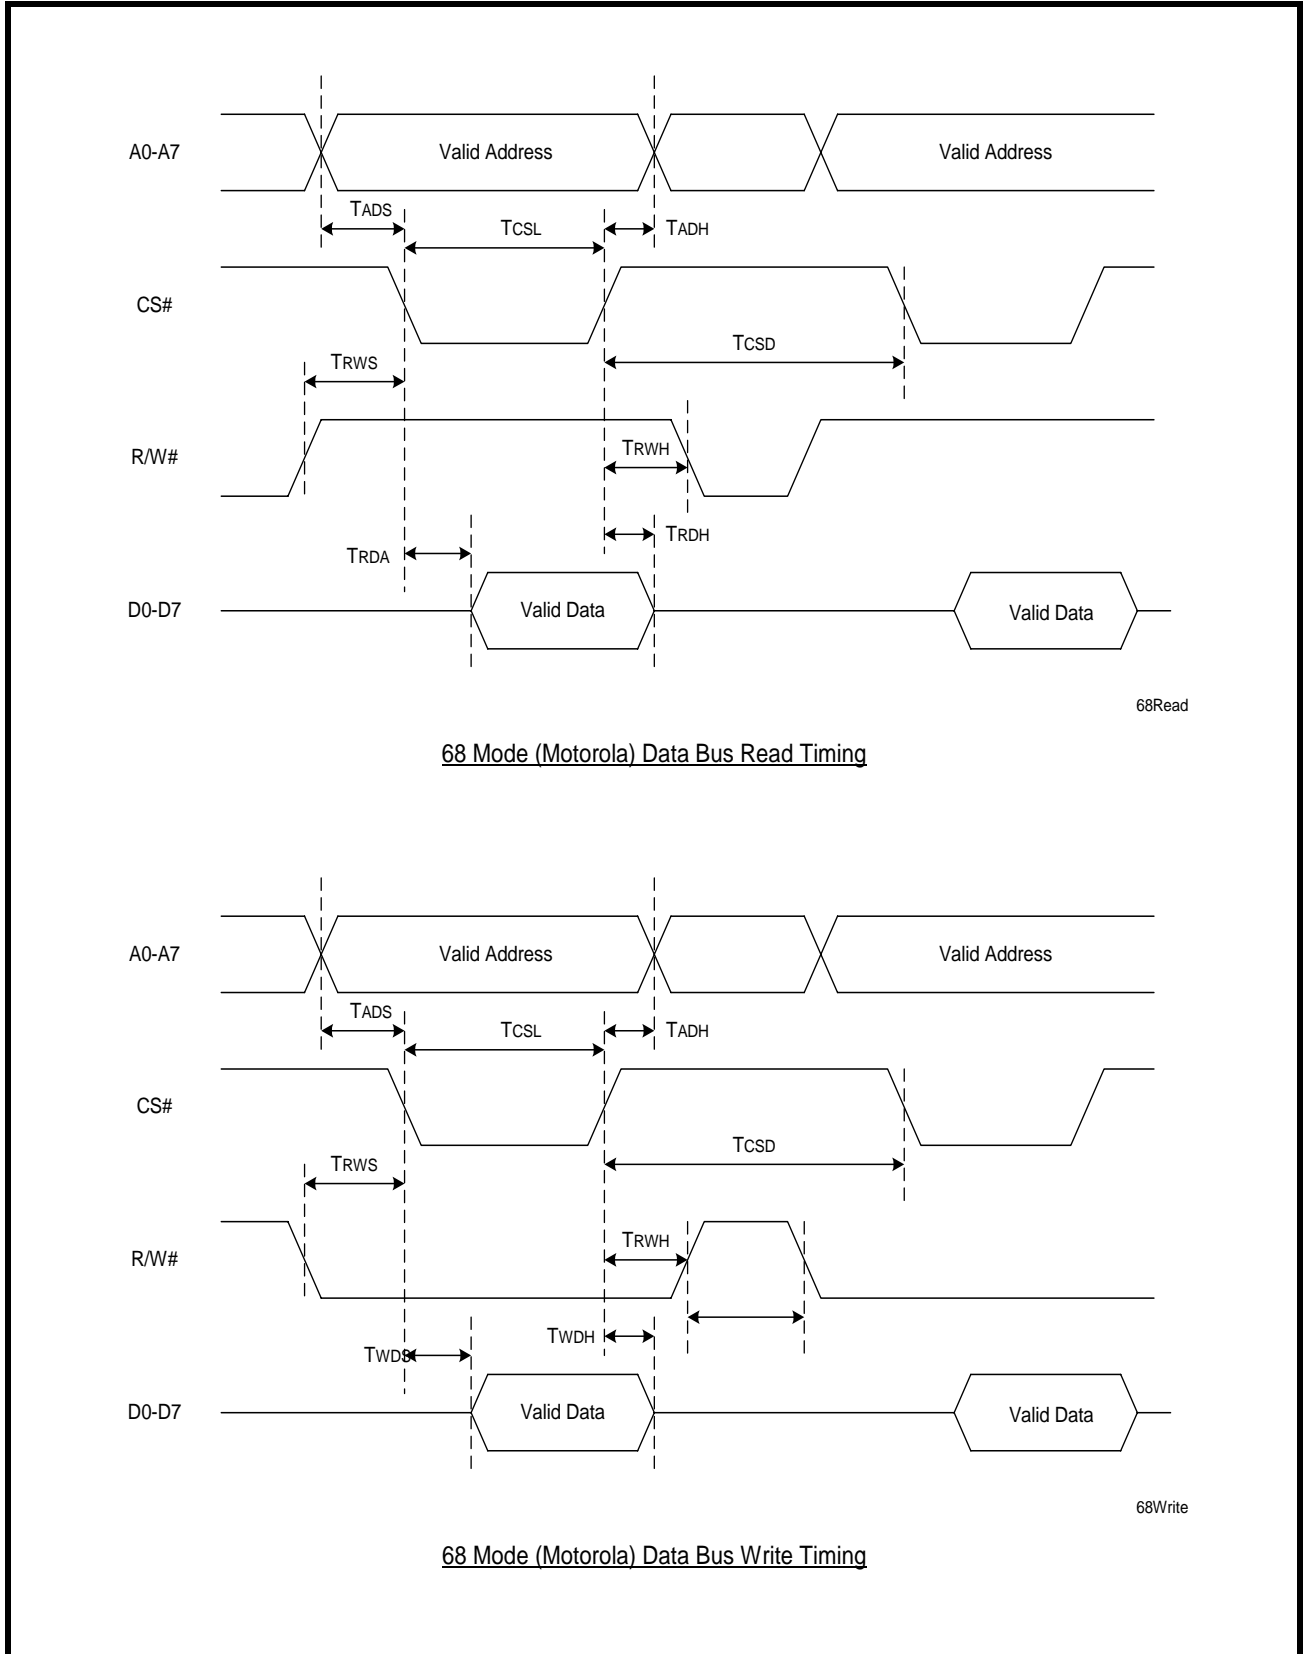 A0-A7
Valid Address
Valid Address
TADS
TCSL
TADH
CS#
TCSD
TRWS
R/W#
TRWH
TRDH
TRDA
D0-D7
Valid Data
Valid Data
68Read
68 Mode (Motorola) Data Bus Read Timing
A0-A7
Valid Address
Valid Address
TADS
TCSL
TADH
CS#
TCSD
TRWS
R/W#
TRWH
TWDH
TWDS
D0-D7
Valid Data
Valid Data
68Write
68 Mode (Motorola) Data Bus Write Timing